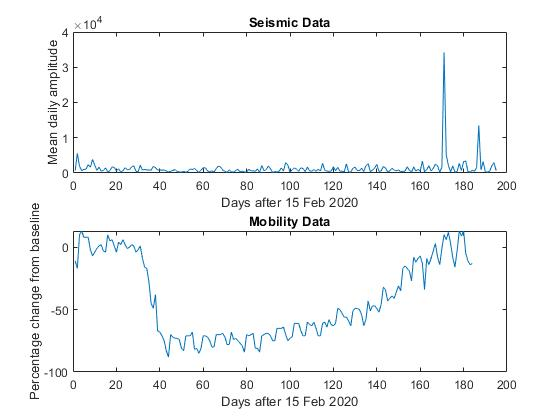 Seismic Data
×10⁴
4
3
2
1
0
Mean daily amplitude
0 20 40 60 80 100 120 140 160 180 200
Days after 15 Feb 2020
Mobility Data
0
-50
-100
Percentage change from baseline
0 20 40 60 80 100 120 140 160 180 200
Days after 15 Feb 2020